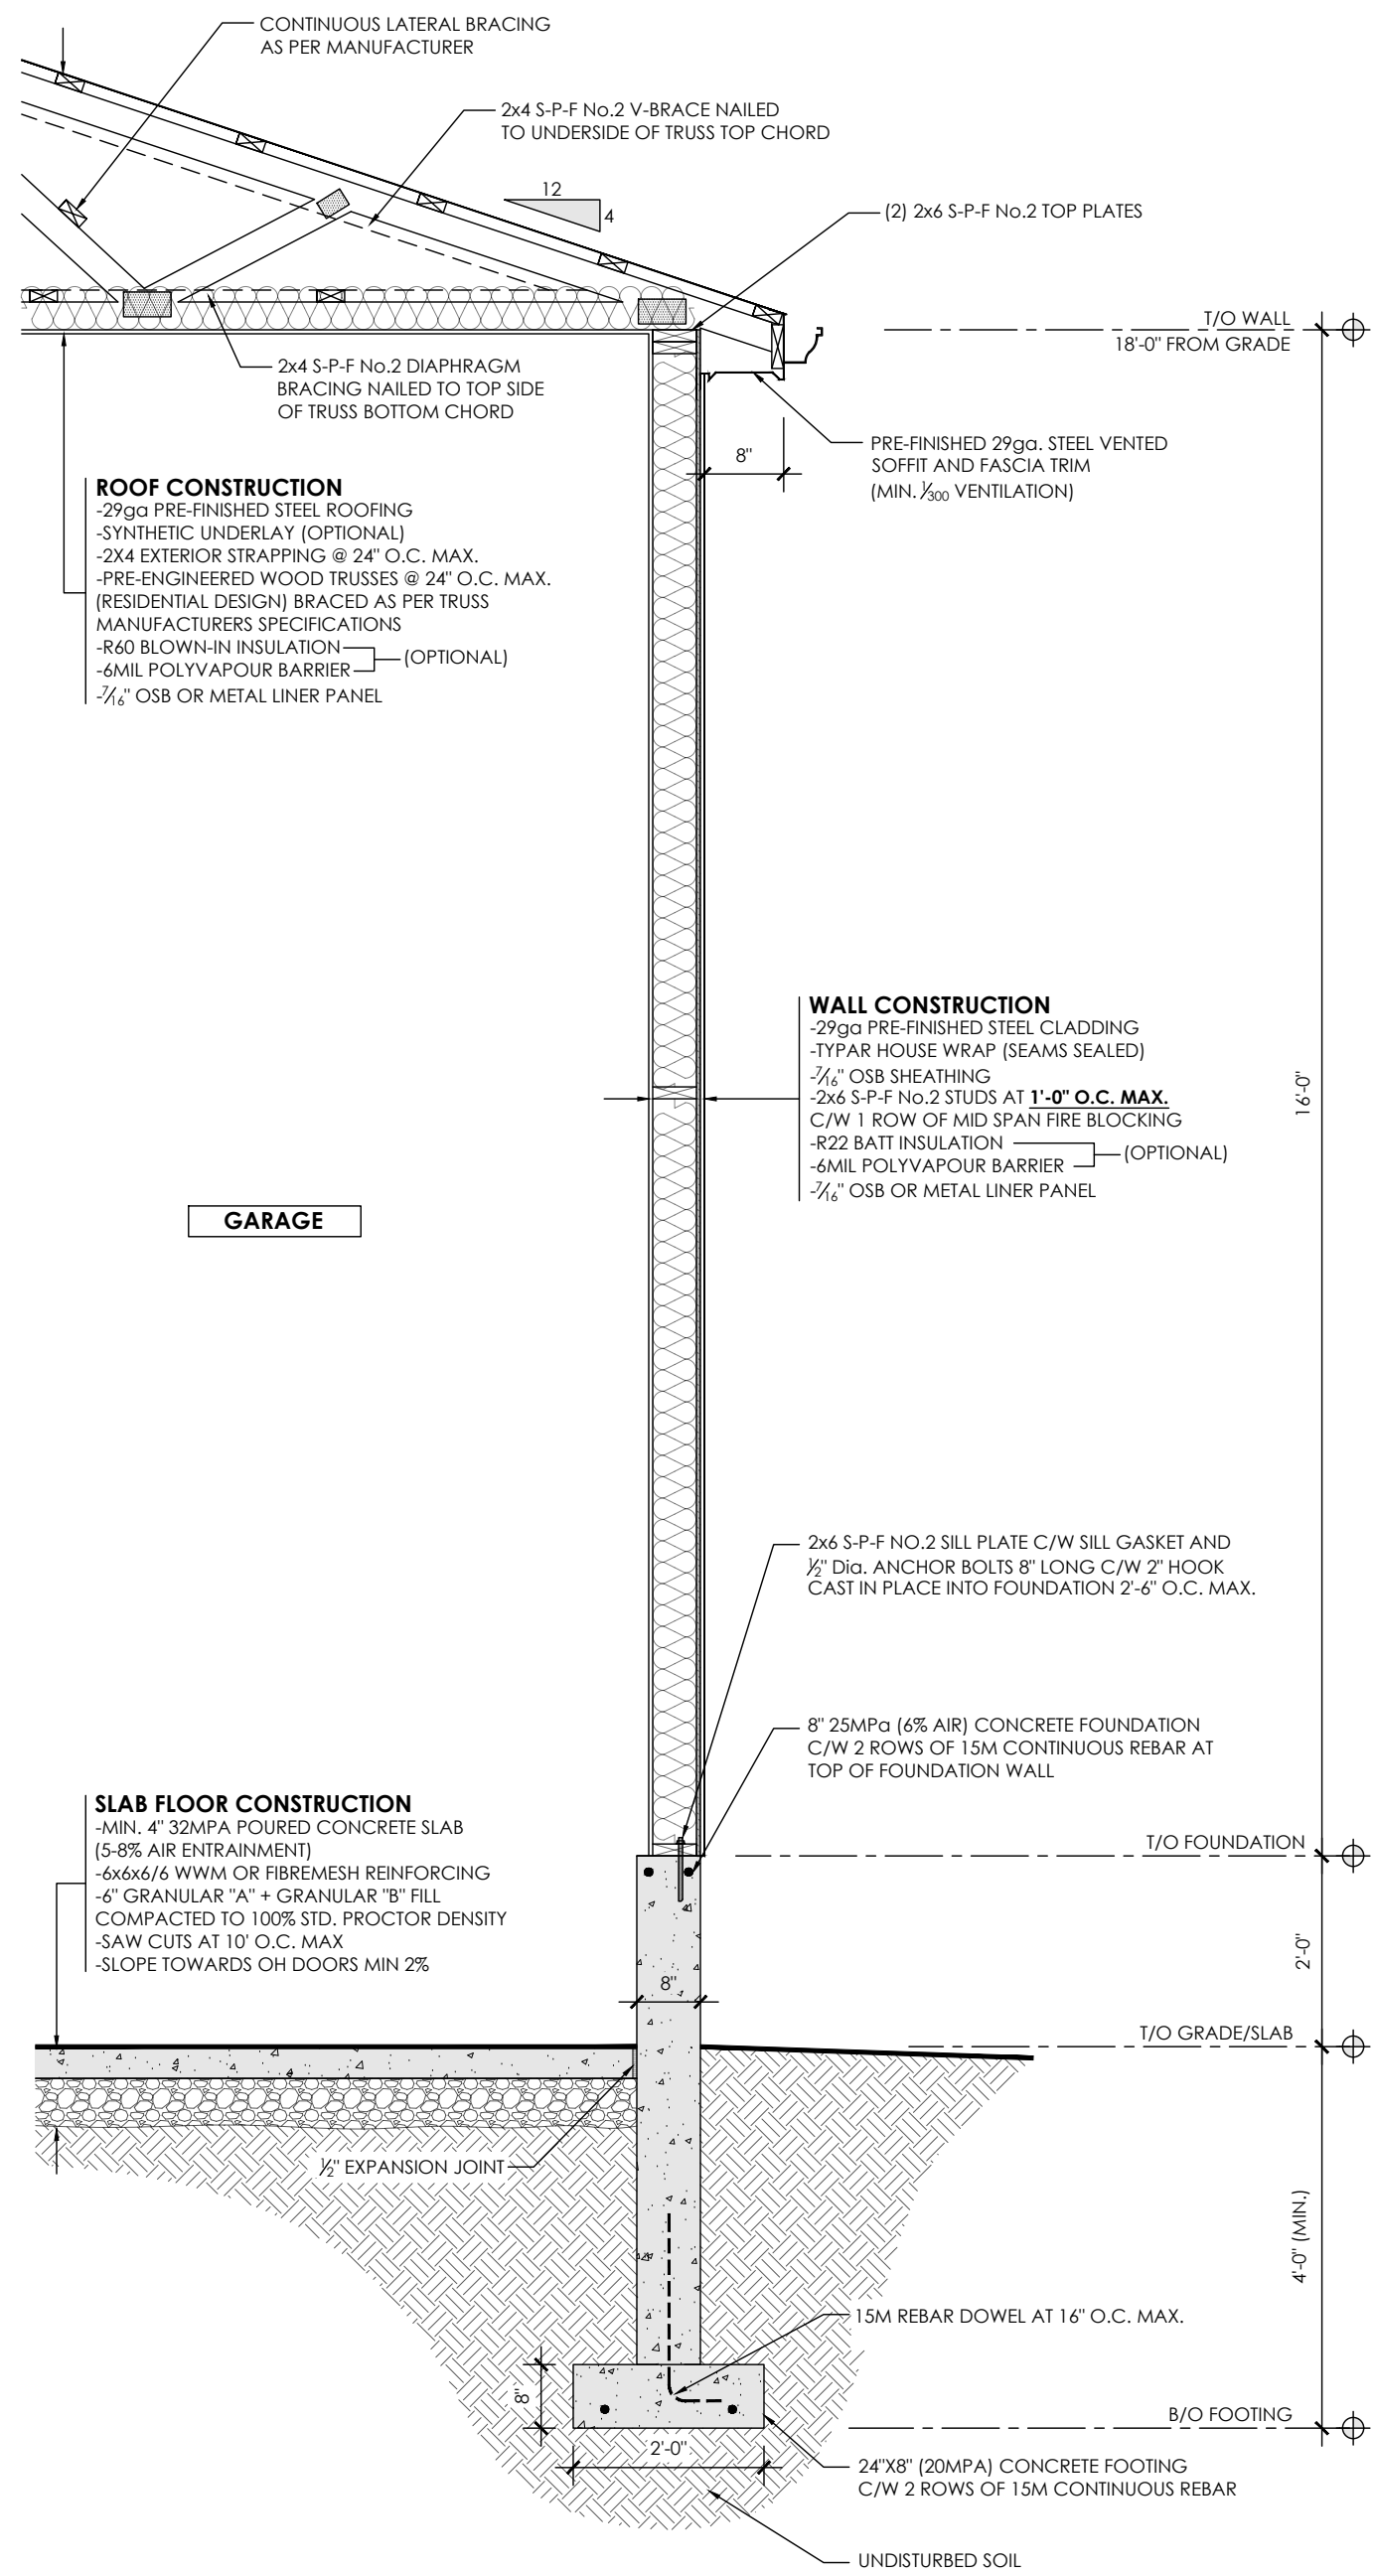 CONTINUOUS LATERAL BRACING
AS PER MANUFACTURER
2x4 S-P-F No.2 V-BRACE NAILED
TO UNDERSIDE OF TRUSS TOP CHORD
12
4
(2) 2x6 S-P-F No.2 TOP PLATES
T/O WALL
18'-0" FROM GRADE
2x4 S-P-F No.2 DIAPHRAGM
BRACING NAILED TO TOP SIDE
OF TRUSS BOTTOM CHORD
8"
PRE-FINISHED 29ga. STEEL VENTED
SOFFIT AND FASCIA TRIM
(MIN. 1/300 VENTILATION)
ROOF CONSTRUCTION
-29ga PRE-FINISHED STEEL ROOFING
-SYNTHETIC UNDERLAY (OPTIONAL)
-2X4 EXTERIOR STRAPPING @ 24" O.C. MAX.
-PRE-ENGINEERED WOOD TRUSSES @ 24" O.C. MAX.
(RESIDENTIAL DESIGN) BRACED AS PER TRUSS
MANUFACTURERS SPECIFICATIONS
-R60 BLOWN-IN INSULATION
(OPTIONAL)
-6MIL POLYVAPOUR BARRIER
-7/16" OSB OR METAL LINER PANEL
WALL CONSTRUCTION
-29ga PRE-FINISHED STEEL CLADDING
-TYPAR HOUSE WRAP (SEAMS SEALED)
-7/16" OSB SHEATHING
-2x6 S-P-F No.2 STUDS AT 1'-0" O.C. MAX.
C/W 1 ROW OF MID SPAN FIRE BLOCKING
-R22 BATT INSULATION
(OPTIONAL)
-6MIL POLYVAPOUR BARRIER
-7/16" OSB OR METAL LINER PANEL
16'-0"
GARAGE
2x6 S-P-F NO.2 SILL PLATE C/W SILL GASKET AND
1/2" Dia. ANCHOR BOLTS 8" LONG C/W 2" HOOK
CAST IN PLACE INTO FOUNDATION 2'-6" O.C. MAX.
8" 25MPa (6% AIR) CONCRETE FOUNDATION
C/W 2 ROWS OF 15M CONTINUOUS REBAR AT
TOP OF FOUNDATION WALL
SLAB FLOOR CONSTRUCTION
-MIN. 4" 32MPA POURED CONCRETE SLAB
(5-8% AIR ENTRAINMENT)
-6x6x6/6 WWM OR FIBREMESH REINFORCING
-6" GRANULAR "A" + GRANULAR "B" FILL
COMPACTED TO 100% STD. PROCTOR DENSITY
-SAW CUTS AT 10' O.C. MAX
-SLOPE TOWARDS OH DOORS MIN 2%
T/O FOUNDATION
2'-0"
8"
T/O GRADE/SLAB
1/2" EXPANSION JOINT
4'-0" (MIN.)
15M REBAR DOWEL AT 16" O.C. MAX.
8"
B/O FOOTING
2'-0"
24"X8" (20MPA) CONCRETE FOOTING
C/W 2 ROWS OF 15M CONTINUOUS REBAR
UNDISTURBED SOIL